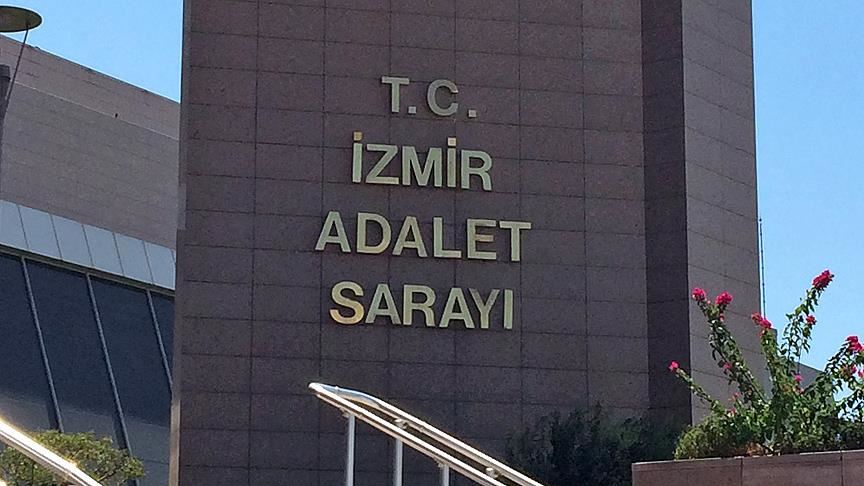 T.C.
İZMİR
ADALET
SARAYI